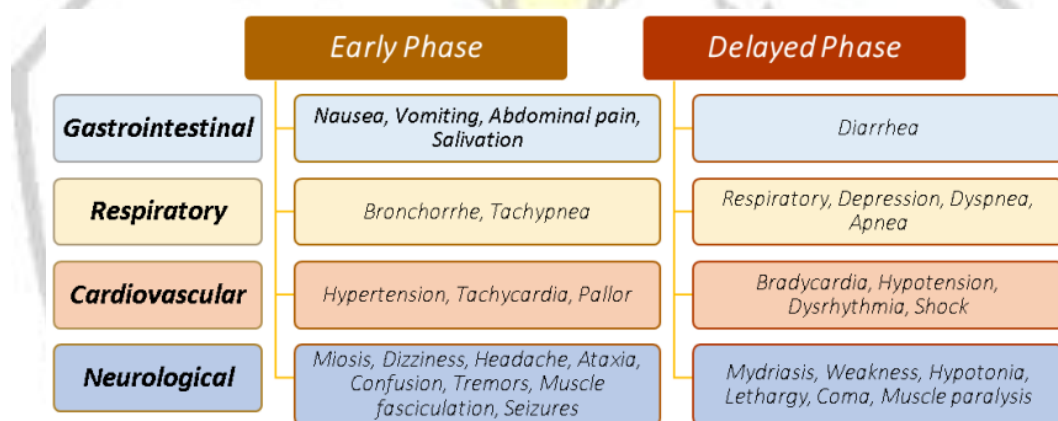 Early Phase
Delayed Phase
Gastrointestinal
Nausea, Vomiting, Abdominal pain,
Salivation
Diarrhea
Respiratory
Bronchorrhe, Tachypnea
Respiratory, Depression, Dyspnea,
Apnea
Cardiovascular
Hypertension, Tachycardia, Pallor
Bradycardia, Hypotension,
Dysrhythmia, Shock
Neurological
Miosis, Dizziness, Headache, Ataxia,
Confusion, Tremors, Muscle
fasciculation, Seizures
Mydriasis, Weakness, Hypotonia,
Lethargy, Coma, Muscle paralysis